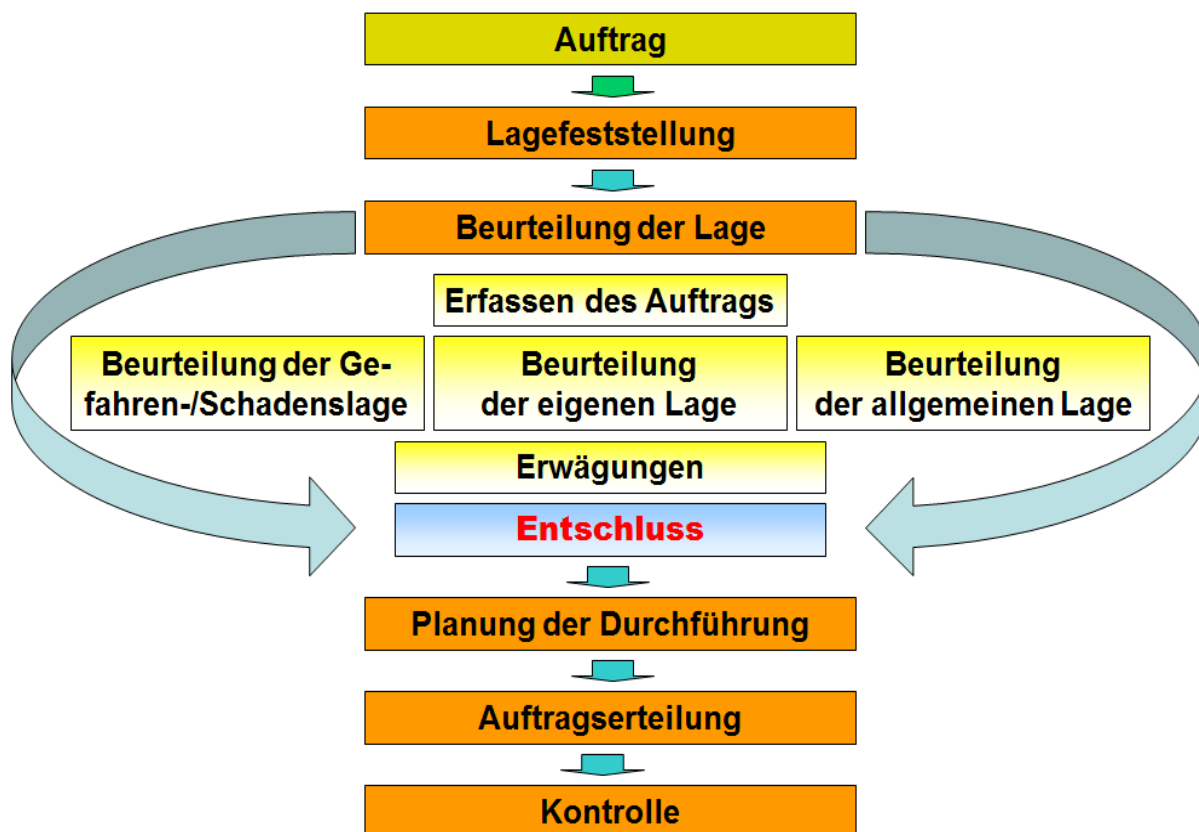 Auftrag
Lagefeststellung
Beurteilung der Lage
Erfassen des Auftrags
Beurteilung der Ge-
fahren-/Schadenslage
Beurteilung
der eigenen Lage
Beurteilung
der allgemeinen Lage
Erwägungen
Entschluss
Planung der Durchführung
Auftragserteilung
Kontrolle